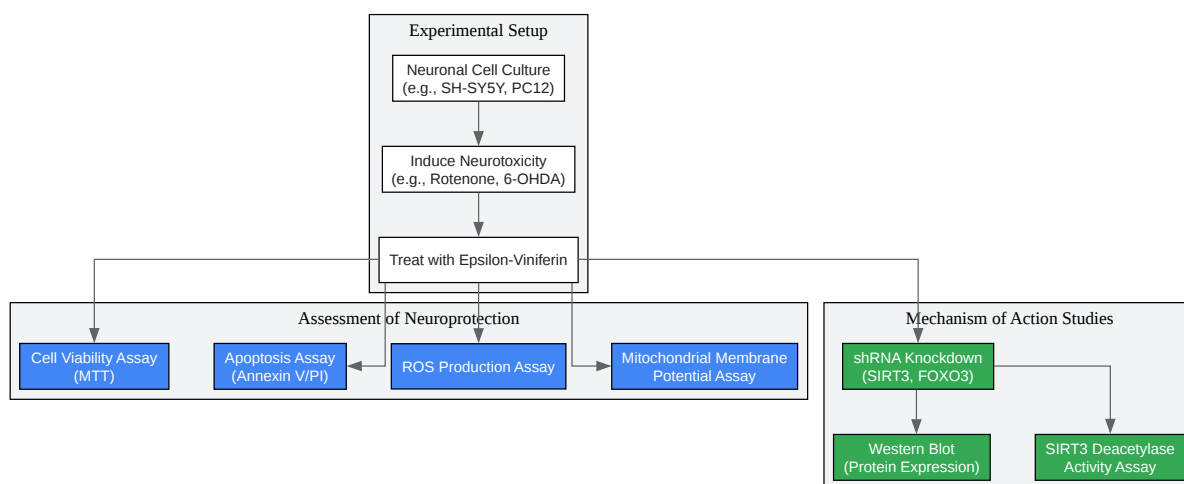 Experimental Setup
Neuronal Cell Culture
(e.g., SH-SY5Y, PC12)
Induce Neurotoxicity
(e.g., Rotenone, 6-OHDA)
Treat with Epsilon-Viniferin
Assessment of Neuroprotection
Cell Viability Assay
(MTT)
Apoptosis Assay
(Annexin V/PI)
ROS Production Assay
Mitochondrial Membrane
Potential Assay
Mechanism of Action Studies
shRNA Knockdown
(SIRT3, FOXO3)
Western Blot
(Protein Expression)
SIRT3 Deacetylase
Activity Assay